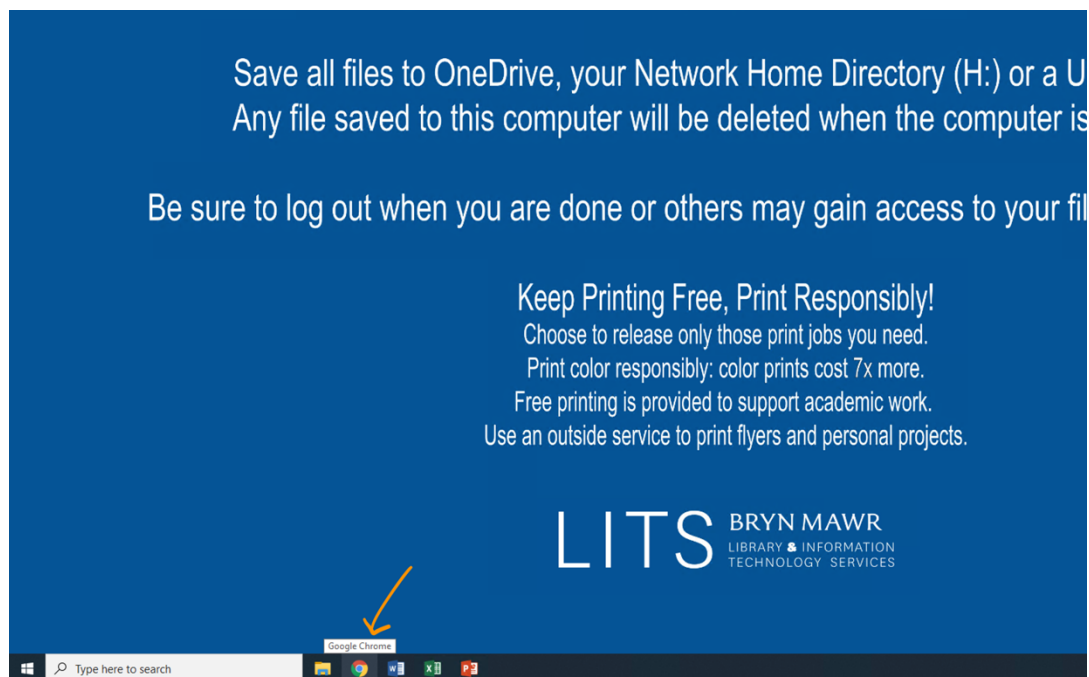 Save all files to OneDrive, your Network Home Directory (H:) or a U
Any file saved to this computer will be deleted when the computer is
Be sure to log out when you are done or others may gain access to your fil
Keep Printing Free, Print Responsibly!
Choose to release only those print jobs you need.
Print color responsibly: color prints cost 7x more.
Free printing is provided to support academic work.
Use an outside service to print flyers and personal projects.
LITS BRYN MAWR
LIBRARY & INFORMATION
TECHNOLOGY SERVICES
Google Chrome
Type here to search